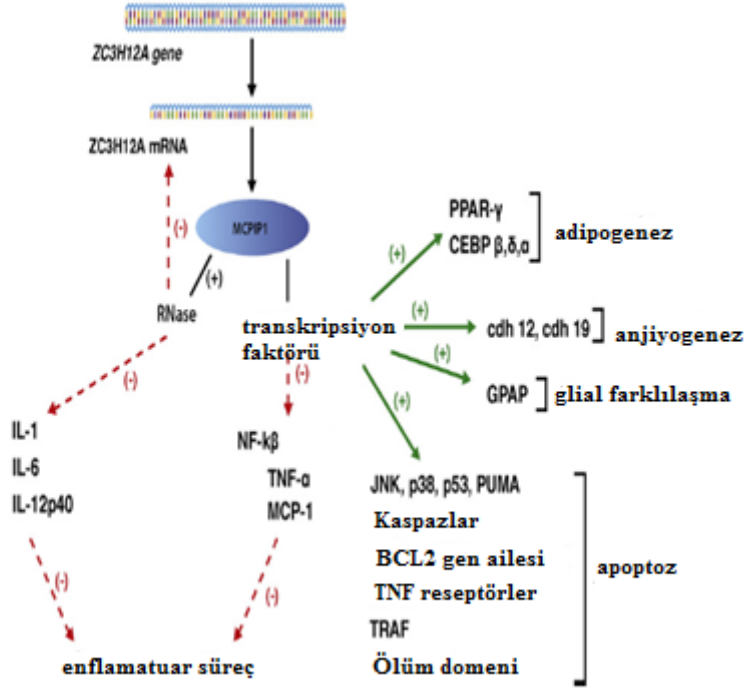 ZC3H12A gene
ZC3H12A mRNA
(-)
MCPIP1
(+)
RNase
transkripsiyon
faktörü
(+)
PPAR-γ
CEBP β,δ,α
adipogenez
(+)
cdh 12, cdh 19
anjiyogenez
(+)
GPAP
glial farklılaşma
(+)
(-)
(-)
IL-1
IL-6
IL-12p40
NF-kβ
TNF-α
MCP-1
JNK, p38, p53, PUMA
Kaspazlar
BCL2 gen ailesi
TNF reseptörler
TRAF
Ölüm domeni
apoptoz
(-)
(-)
enflamatuar süreç